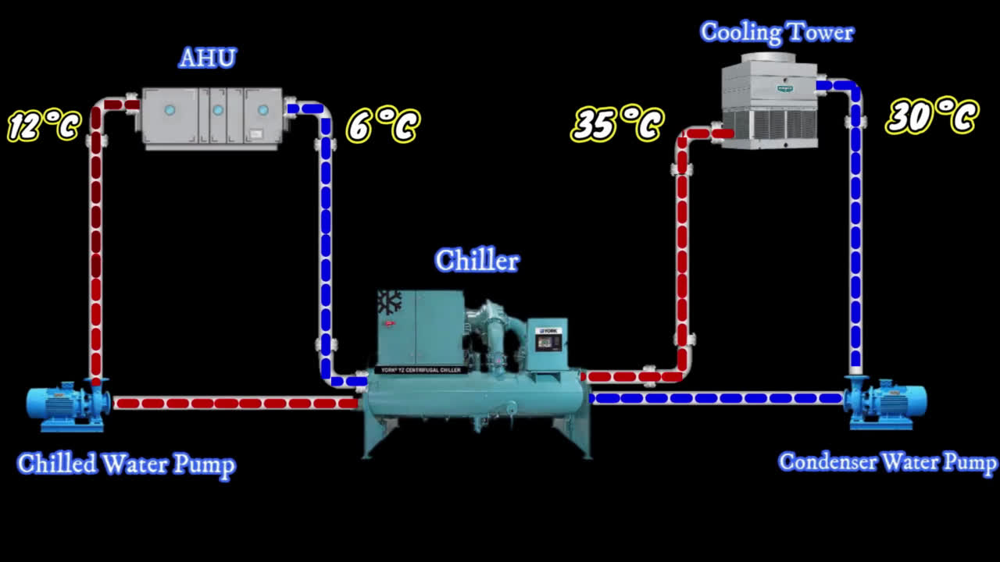 Cooling Tower
AHU
12°C
6°C
35°C
30°C
Chiller
YORK
YORK® YZ CENTRIFUGAL CHILLER
Chilled Water Pump
Condenser Water Pump